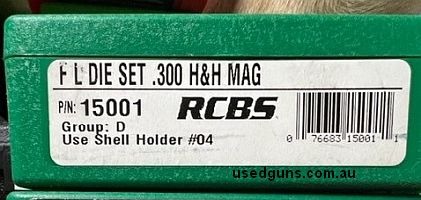 F L DIE SET .300 H&H MAG
P/N: 15001 RCBS
Group: D
Use Shell Holder #04
0 76683 15001 1
usedguns.com.au